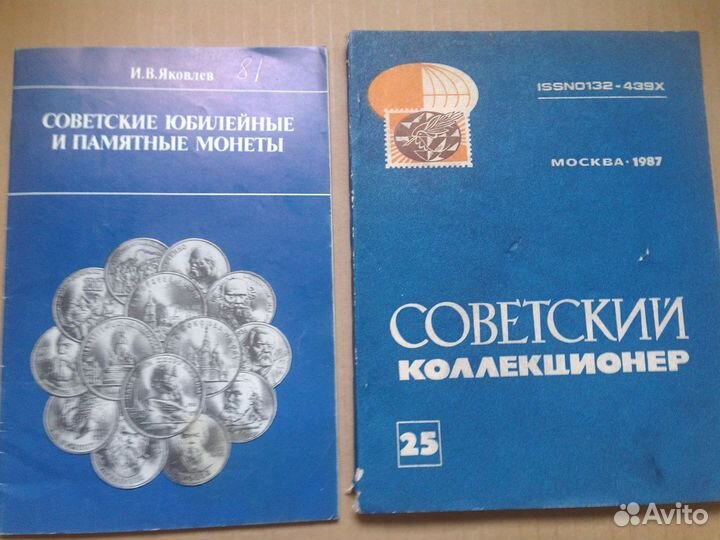 И.В.Яковлев
81
СОВЕТСКИЕ ЮБИЛЕЙНЫЕ
И ПАМЯТНЫЕ МОНЕТЫ
ISSN0132-439X
МОСКВА·1987
СОВЕТСКИЙ
КОЛЛЕКЦИОНЕР
25
Avito